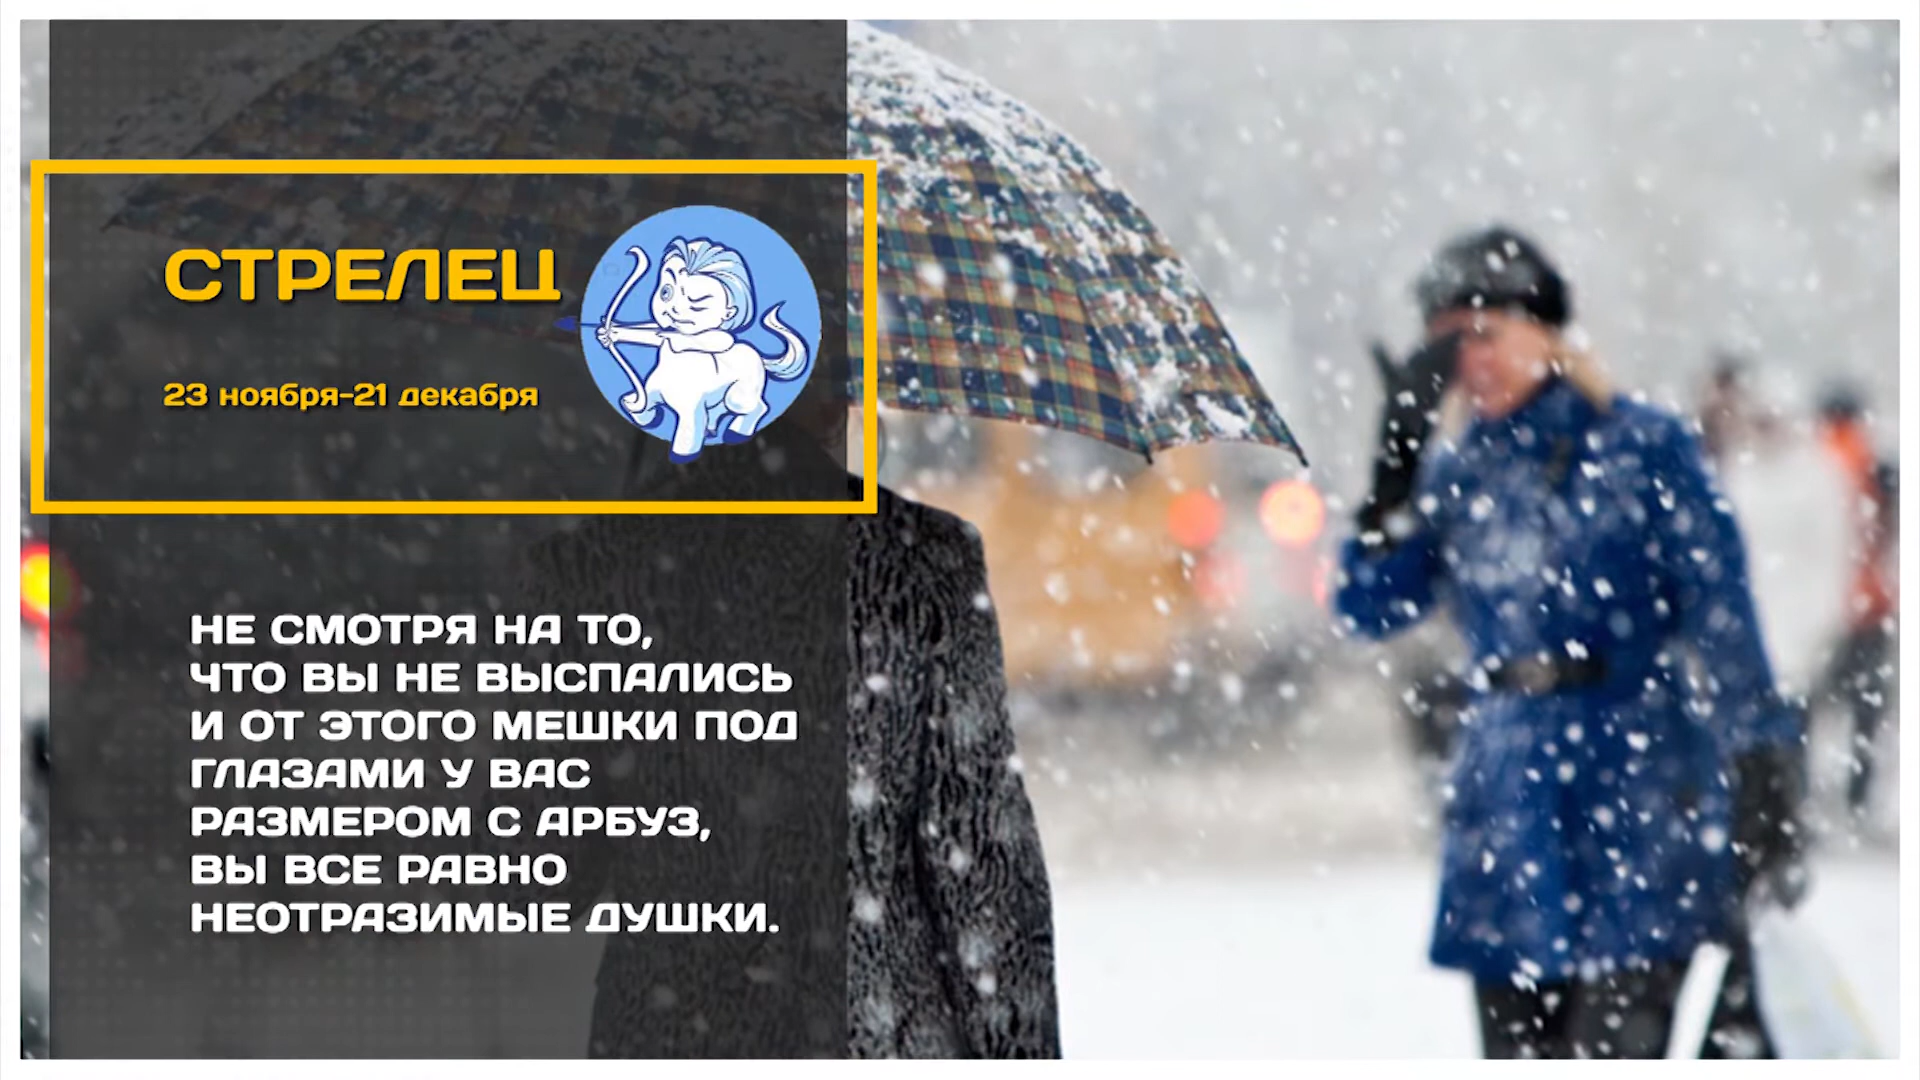 СТРЕЛЕЦ
23 ноября-21 декабря
НЕ СМОТРЯ НА ТО,
ЧТО ВЫ НЕ ВЫСПАЛИСЬ
И ОТ ЭТОГО МЕШКИ ПОД
ГЛАЗАМИ У ВАС
РАЗМЕРОМ С АРБУЗ,
ВЫ ВСЕ РАВНО
НЕОТРАЗИМЫЕ ДУШКИ.